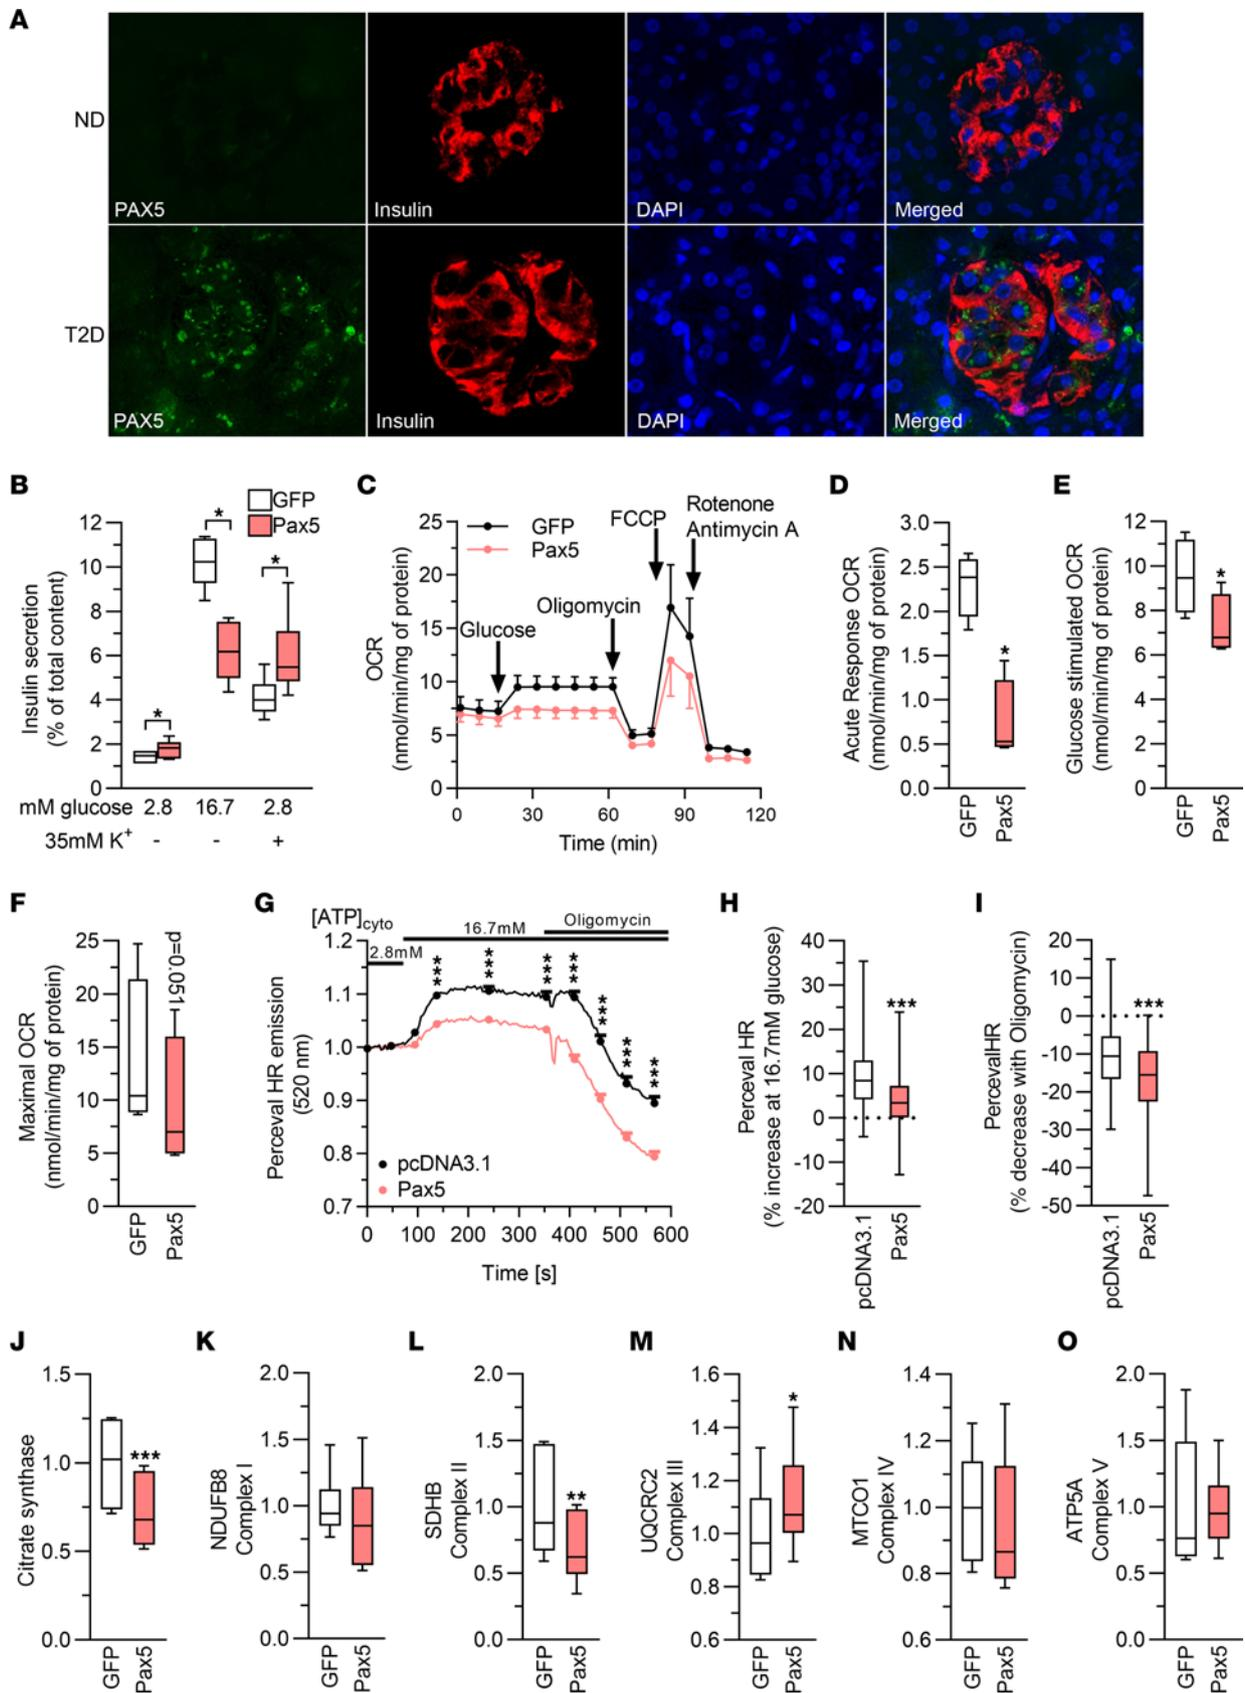 A
ND
PAX5
Insulin
DAPI
Merged
T2D
PAX5
Insulin
DAPI
Merged
B
Insulin secretion
(% of total content)
12
10
8
6
4
2
0
GFP
Pax5
*
*
*
mM glucose 2.8 16.7 2.8
35mM K+ - - +
C
OCR
(nmol/min/mg of protein)
25
20
15
10
5
0
GFP
Pax5
Glucose
Oligomycin
FCCP
Rotenone
Antimycin A
0 30 60 90 120
Time (min)
D
Acute Response OCR
(nmol/min/mg of protein)
3.0
2.5
2.0
1.5
1.0
0.5
0.0
*
GFP
Pax5
E
Glucose stimulated OCR
(nmol/min/mg of protein)
12
10
8
6
4
2
0
*
GFP
Pax5
F
Maximal OCR
(nmol/min/mg of protein)
25
20
15
10
5
0
p=0.051
GFP
Pax5
G
[ATP]cyto
2.8mM
16.7mM
Oligomycin
Perceval HR emission
(520 nm)
1.2
1.1
1.0
0.9
0.8
0.7
***
***
***
***
***
***
***
pcDNA3.1
Pax5
0 100 200 300 400 500 600
Time [s]
H
Perceval HR
(% increase at 16.7mM glucose)
40
30
20
10
0
-10
-20
***
pcDNA3.1
Pax5
I
PercevalHR
(% decrease with Oligomycin)
20
10
0
-10
-20
-30
-40
-50
***
pcDNA3.1
Pax5
J
Citrate synthase
1.5
1.0
0.5
0.0
***
GFP
Pax5
K
NDUFB8
Complex I
2.0
1.5
1.0
0.5
0.0
GFP
Pax5
L
SDHB
Complex II
2.0
1.5
1.0
0.5
0.0
**
GFP
Pax5
M
UQCRC2
Complex III
1.6
1.4
1.2
1.0
0.8
0.6
*
GFP
Pax5
N
MTCO1
Complex IV
1.4
1.2
1.0
0.8
0.6
GFP
Pax5
O
ATP5A
Complex V
2.0
1.5
1.0
0.5
0.0
GFP
Pax5